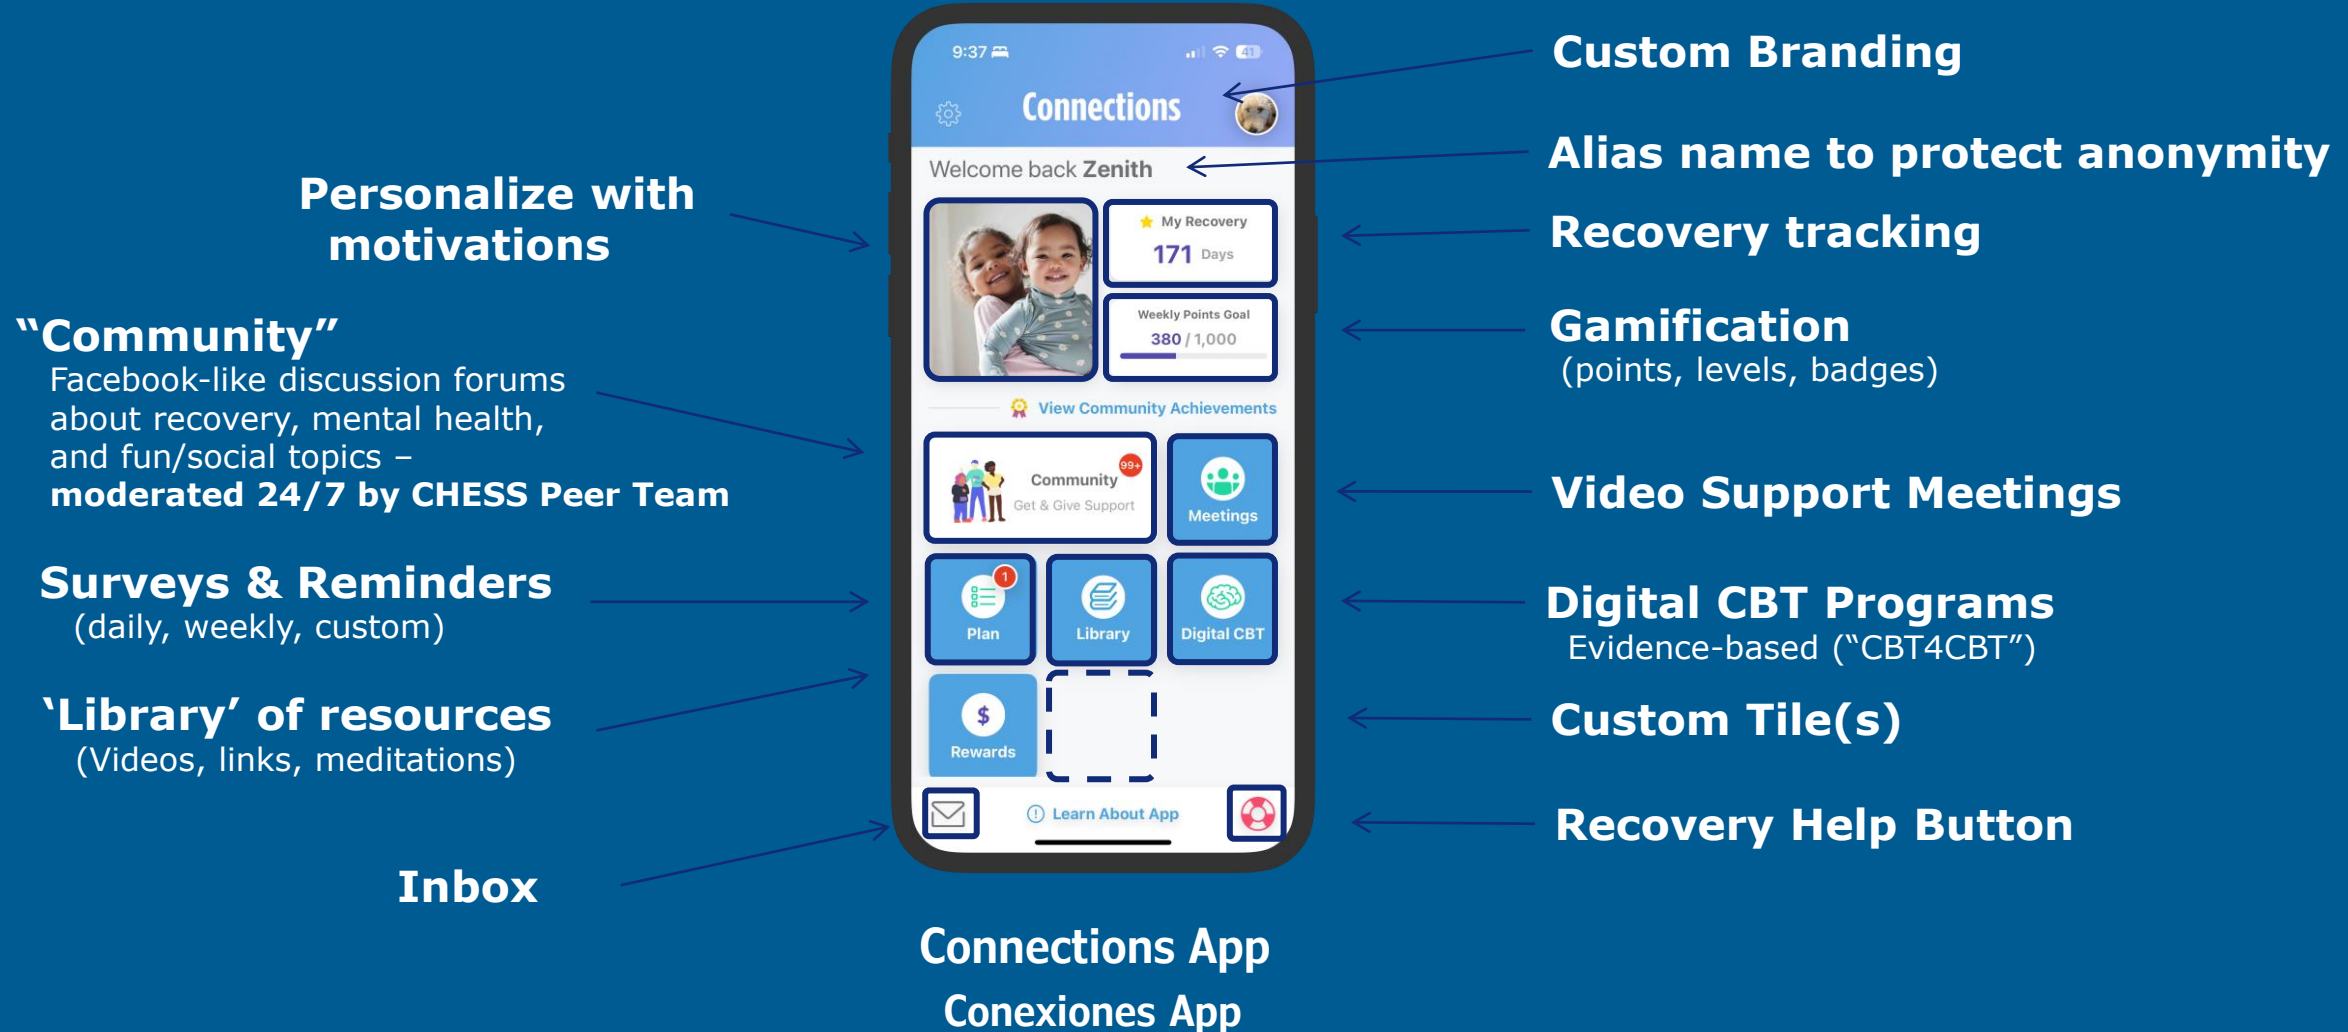 Personalize with
motivations
“Community”
Facebook-like discussion forums
about recovery, mental health,
and fun/social topics –
moderated 24/7 by CHESS Peer Team
Surveys & Reminders
(daily, weekly, custom)
‘Library’ of resources
(Videos, links, meditations)
Inbox
9:37
41
Connections
Welcome back Zenith
My Recovery
171 Days
Weekly Points Goal
380 / 1,000
View Community Achievements
Community
99+
Get & Give Support
Meetings
1
Plan
Library
Digital CBT
$
Rewards
Learn About App
Custom Branding
Alias name to protect anonymity
Recovery tracking
Gamification
(points, levels, badges)
Video Support Meetings
Digital CBT Programs
Evidence-based (“CBT4CBT”)
Custom Tile(s)
Recovery Help Button
Connections App
Conexiones App